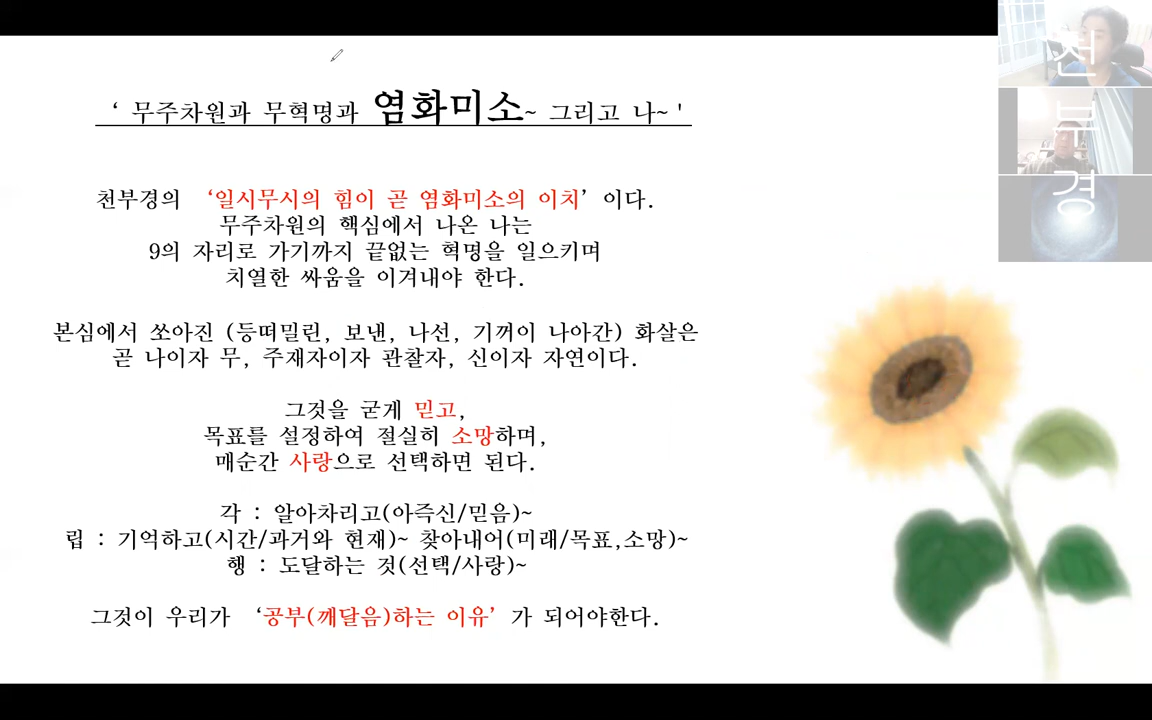 ‘ 무주차원과 무혁명과 염화미소~ 그리고 나~ '
천부경의 ‘일시무시의 힘이 곧 염화미소의 이치’ 이다.
무주차원의 핵심에서 나온 나는
9의 자리로 가기까지 끝없는 혁명을 일으키며
치열한 싸움을 이겨내야 한다.
본심에서 쏘아진 (등떠밀린, 보낸, 나선, 기꺼이 나아간) 화살은
곧 나이자 무, 주재자이자 관찰자, 신이자 자연이다.
그것을 굳게 믿고,
목표를 설정하여 절실히 소망하며,
매순간 사랑으로 선택하면 된다.
각 : 알아차리고(아즉신/믿음)~
립 : 기억하고(시간/과거와 현재)~ 찾아내어(미래/목표,소망)~
행 : 도달하는 것(선택/사랑)~
그것이 우리가 ‘공부(깨달음)하는 이유’ 가 되어야한다.
천
부
경